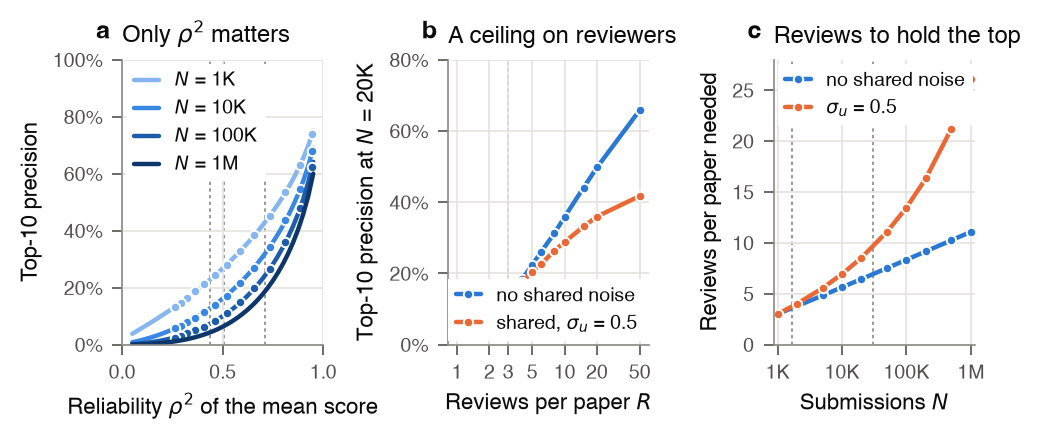 a Only ρ² matters
100%
80%
60%
40%
20%
0%
Top-10 precision
N = 1K
N = 10K
N = 100K
N = 1M
0.0 0.5 1.0
Reliability ρ² of the mean score
b A ceiling on reviewers
80%
60%
40%
20%
0%
Top-10 precision at N = 20K
no shared noise
shared, σᵤ = 0.5
1 2 3 5 10 20 50
Reviews per paper R
c Reviews to hold the top
25
20
15
10
5
0
Reviews per paper needed
no shared noise
σᵤ = 0.5
1K 10K 100K 1M
Submissions N